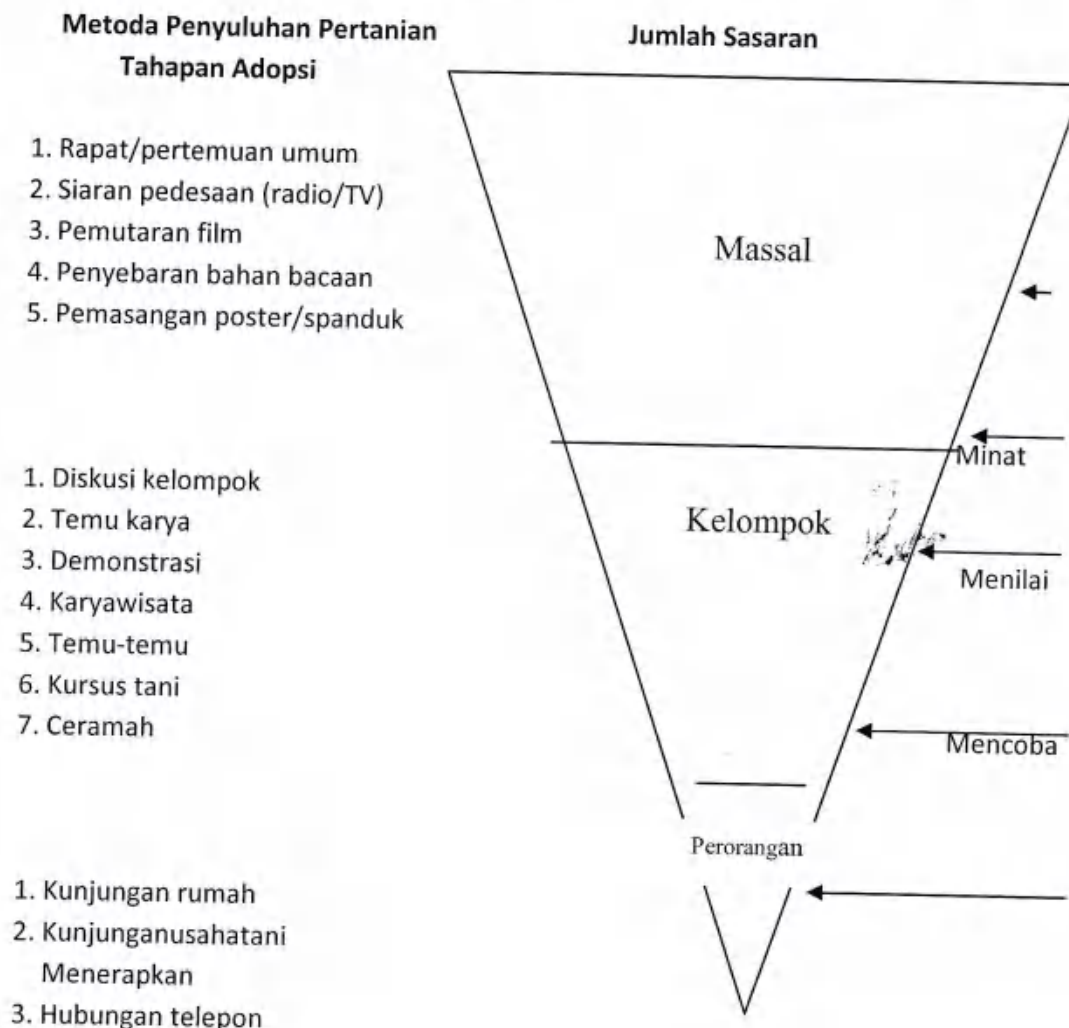 Metoda Penyuluhan Pertanian
Tahapan Adopsi
Jumlah Sasaran
1. Rapat/pertemuan umum
2. Siaran pedesaan (radio/TV)
3. Pemutaran film
4. Penyebaran bahan bacaan
5. Pemasangan poster/spanduk
Massal
Minat
1. Diskusi kelompok
2. Temu karya
3. Demonstrasi
4. Karyawisata
5. Temu-temu
6. Kursus tani
7. Ceramah
Kelompok
Menilai
Mencoba
Perorangan
1. Kunjungan rumah
2. Kunjunganusahatani
Menerapkan
3. Hubungan telepon